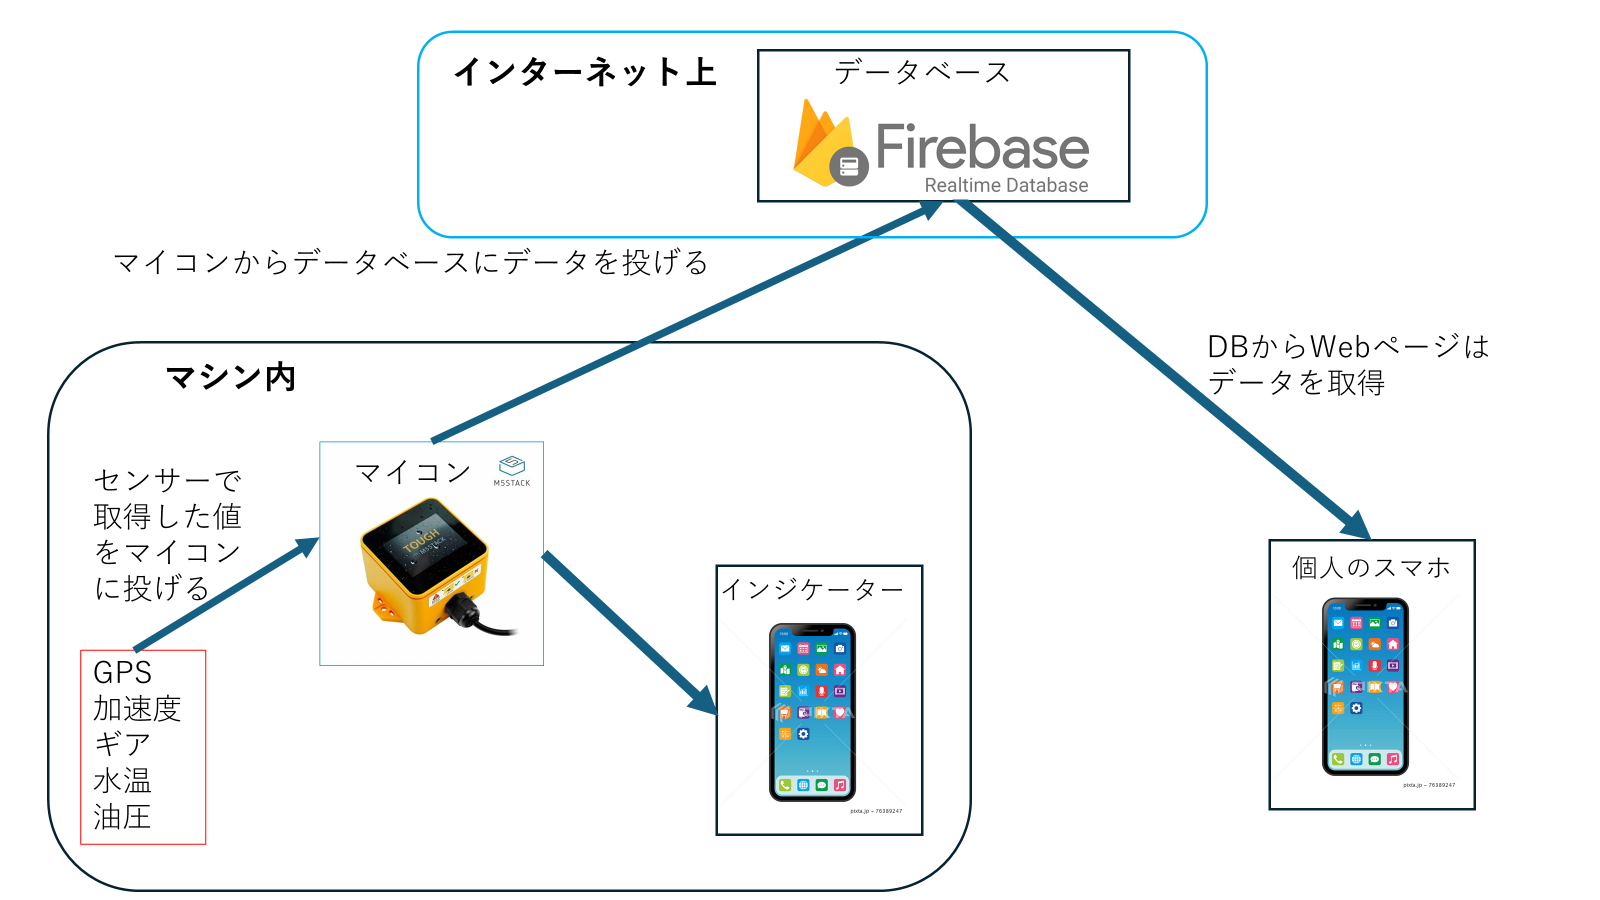 インターネット上
データベース
Firebase
Realtime Database
マイコンからデータベースにデータを投げる
DBからWebページは
データを取得
マシン内
センサーで
取得した値
をマイコン
に投げる
マイコン
M5STACK
TOUGH
M5STACK
インジケーター
個人のスマホ
GPS
加速度
ギア
水温
油圧
pixta.jp - 76389247
pixta.jp - 76389247